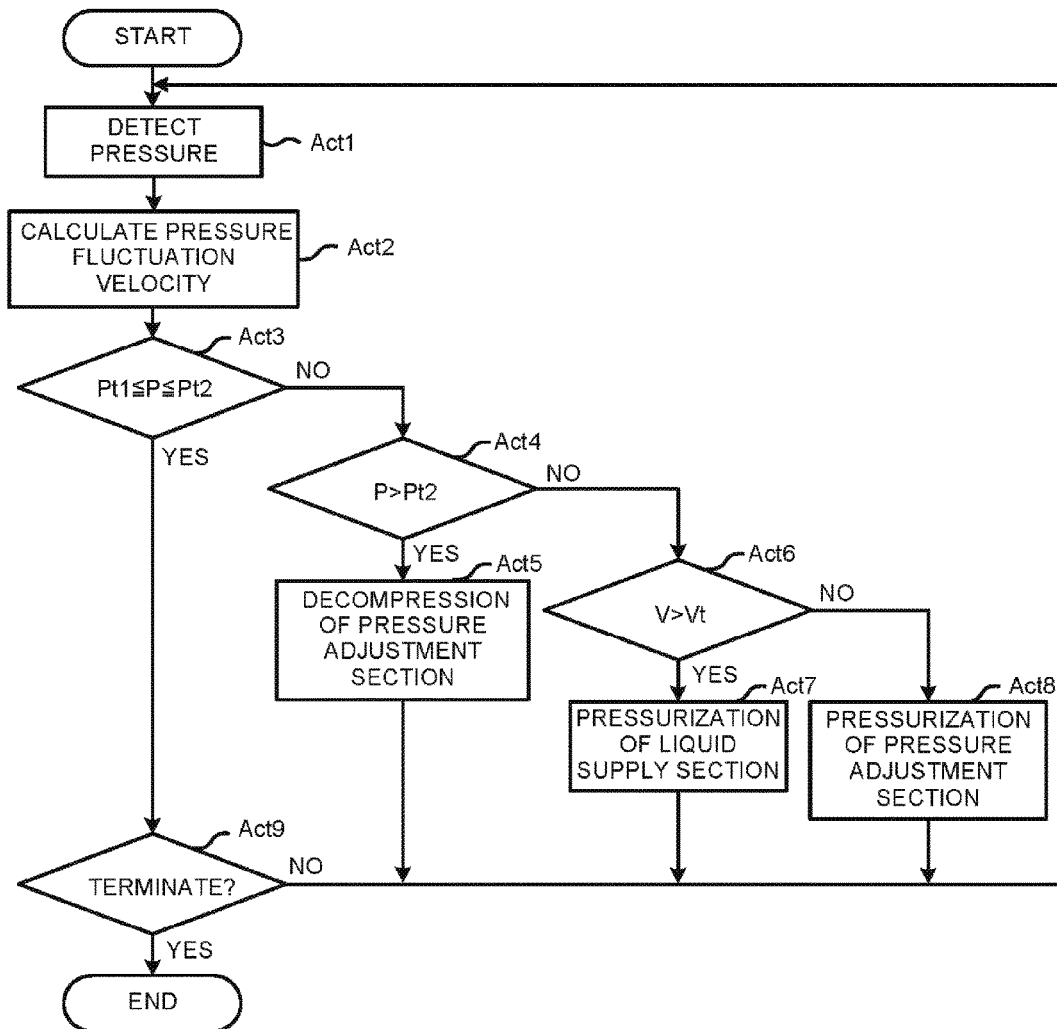 START
DETECT
PRESSURE
Act1
CALCULATE PRESSURE
FLUCTUATION
VELOCITY
Act2
Act3
Pt1≦P≦Pt2
NO
YES
Act4
P>Pt2
NO
YES
Act5
DECOMPRESSION
OF PRESSURE
ADJUSTMENT
SECTION
Act6
V>Vt
NO
YES
Act7
PRESSURIZATION
OF LIQUID
SUPPLY SECTION
Act8
PRESSURIZATION
OF PRESSURE
ADJUSTMENT
SECTION
Act9
TERMINATE?
NO
YES
END